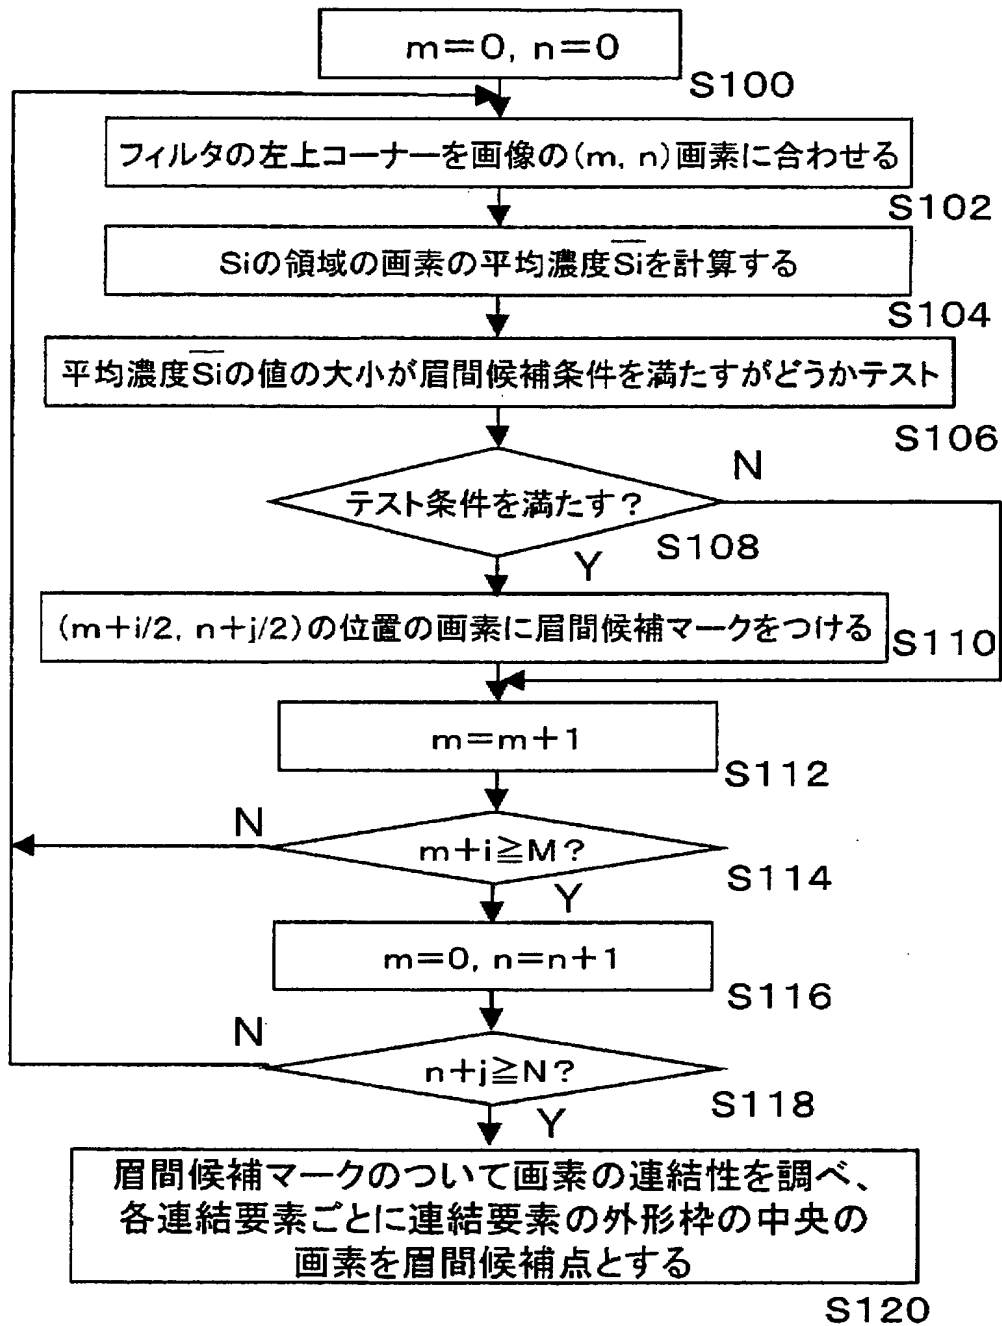 m=0, n=0
S100
フィルタの左上コーナーを画像の(m, n)画素に合わせる
S102
Siの領域の画素の平均濃度S̅i̅を計算する
S104
平均濃度S̅i̅の値の大小が眉間候補条件を満たすがどうかテスト
S106
N
テスト条件を満たす?
S108
Y
(m+i/2, n+j/2)の位置の画素に眉間候補マークをつける
S110
m=m+1
S112
N
m+i≧M?
S114
Y
m=0, n=n+1
S116
N
n+j≧N?
S118
Y
眉間候補マークのついて画素の連結性を調べ、
各連結要素ごとに連結要素の外形枠の中央の
画素を眉間候補点とする
S120